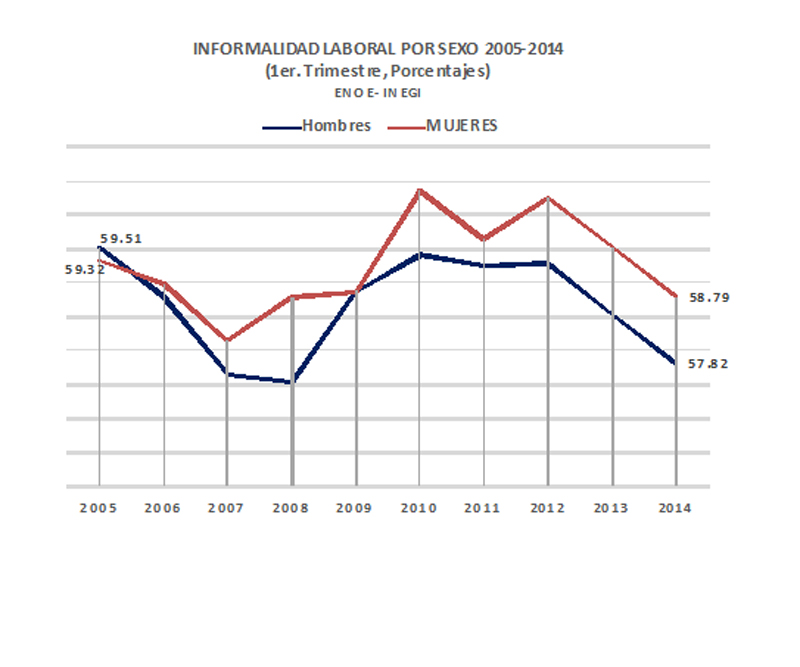 INFORMALIDAD LABORAL POR SEXO 2005-2014
(1er. Trimestre, Porcentajes)
ENOE- INEGI
Hombres MUJERES
59.51
59.32
58.79
57.82
2005 2006 2007 2008 2009 2010 2011 2012 2013 2014